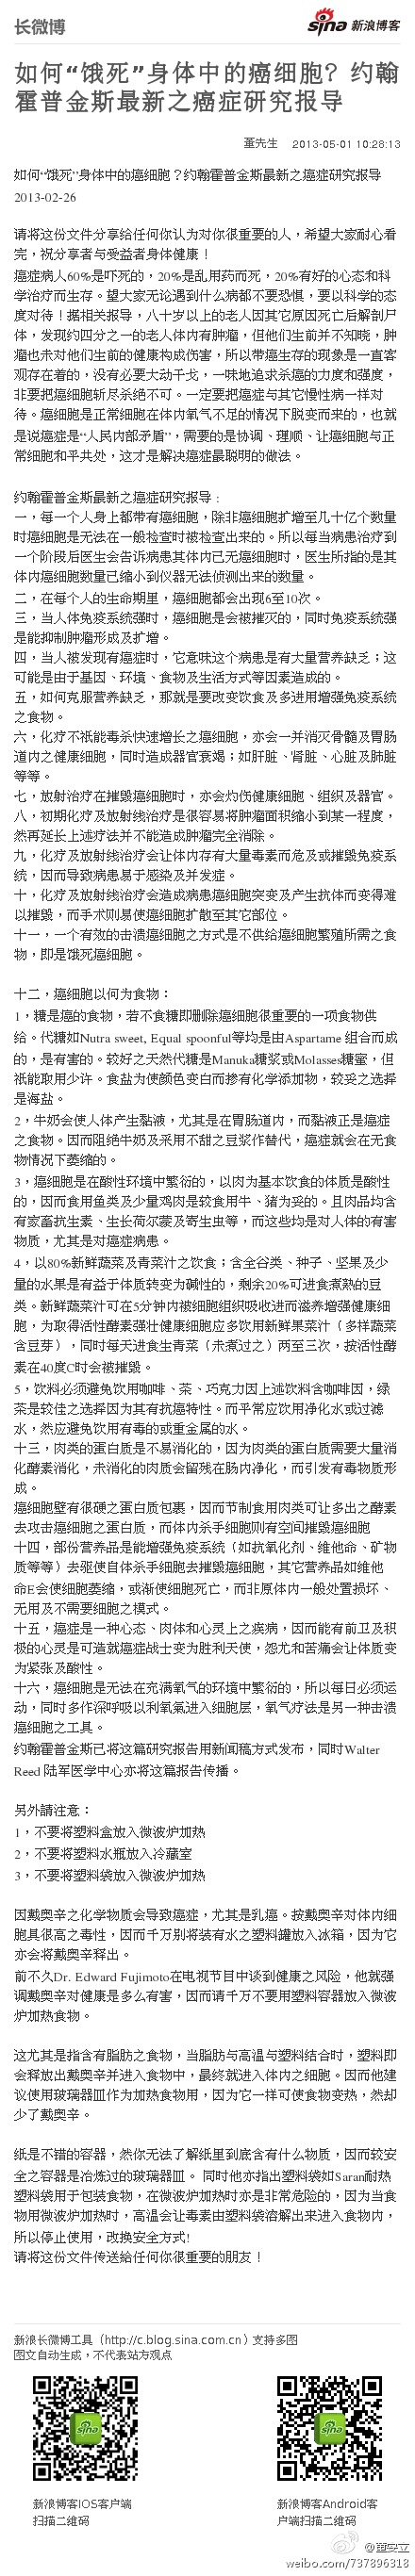 长微博
sina 新浪博客
如何“饿死”身体中的癌细胞？约翰
霍普金斯最新之癌症研究报导
董先生 2013-05-01 10:28:13
如何“饿死”身体中的癌细胞？约翰霍普金斯最新之癌症研究报导
2013-02-26
请将这份文件分享给任何你认为对你很重要的人，希望大家耐心看
完，祝分享者与受益者身体健康！
癌症病人60%是吓死的，20%是乱用药而死，20%有好的心态和科
学治疗而生存。望大家无论遇到什么病都不要恐惧，要以科学的态
度对待！据相关报导，八十岁以上的老人因其它原因死亡后解剖尸
体，发现约四分之一的老人体内有肿瘤，但他们生前并不知晓，肿
瘤也未对他们生前的健康构成伤害，所以带癌生存的现象是一直客
观存在着的，没有必要大动干戈，一味地追求杀癌的力度和强度，
非要把癌细胞斩尽杀绝不可。一定要把癌症与其它慢性病一样对
待。癌细胞是正常细胞在体内氧气不足的情况下脱变而来的，也就
是说癌症是“人民内部矛盾”，需要的是协调、理顺、让癌细胞与正
常细胞和平共处，这才是解决癌症最聪明的做法。
约翰霍普金斯最新之癌症研究报导：
一，每一个人身上都带有癌细胞，除非癌细胞扩增至几十亿个数量
时癌细胞是无法在一般检查时被检查出来的。所以每当病患治疗到
一个阶段后医生会告诉病患其体内已无癌细胞时，医生所指的是其
体内癌细胞数量已缩小到仪器无法侦测出来的数量。
二，在每个人的生命期里，癌细胞都会出现6至10次。
三，当人体免疫系统强时，癌细胞是会被摧灭的，同时免疫系统强
是能抑制肿瘤形成及扩增。
四，当人被发现有癌症时，它意味这个病患是有大量营养缺乏；这
可能是由于基因、环境、食物及生活方式等因素造成的。
五，如何克服营养缺乏，那就是要改变饮食及多进用增强免疫系统
之食物。
六，化疗不祇能毒杀快速增长之癌细胞，亦会一并消灭骨髓及胃肠
道内之健康细胞，同时造成器官衰竭；如肝脏、肾脏、心脏及肺脏
等等。
七，放射治疗在摧毁癌细胞时，亦会灼伤健康细胞、组织及器官。
八，初期化疗及放射线治疗是很容易将肿瘤面积缩小到某一程度，
然再延长上述疗法并不能造成肿瘤完全消除。
九，化疗及放射线治疗会让体内存有大量毒素而危及或摧毁免疫系
统，因而导致病患易于感染及并发症。
十，化疗及放射线治疗会造成病患癌细胞突变及产生抗体而变得难
以摧毁，而手术则易使癌细胞扩散至其它部位。
十一，一个有效的击溃癌细胞之方式是不供给癌细胞繁殖所需之食
物，即是饿死癌细胞。
十二，癌细胞以何为食物：
1，糖是癌的食物，若不食糖即删除癌细胞很重要的一项食物供
给。代糖如Nutra sweet, Equal spoonful等均是由Aspartame 组合而成
的，是有害的。较好之天然代糖是Manuka糖浆或Molasses糖蜜，但
祇能取用少许。食盐为使颜色变白而掺有化学添加物，较妥之选择
是海盐。
2，牛奶会使人体产生黏液，尤其是在胃肠道内，而黏液正是癌症
之食物。因而阻绝牛奶及采用不甜之豆浆作替代，癌症就会在无食
物情况下萎缩的。
3，癌细胞是在酸性环境中繁衍的，以肉为基本饮食的体质是酸性
的，因而食用鱼类及少量鸡肉是较食用牛、猪为妥的。且肉品均含
有家畜抗生素、生长荷尔蒙及寄生虫等，而这些均是对人体的有害
物质，尤其是对癌症病患。
4，以80%新鲜蔬菜及青菜汁之饮食；含全谷类、种子、坚果及少
量的水果是有益于体质转变为碱性的，剩余20%可进食煮熟的豆
类。新鲜蔬菜汁可在5分钟内被细胞组织吸收进而滋养增强健康细
胞，为取得活性酵素强壮健康细胞应多饮用新鲜果菜汁（多样蔬菜
含豆芽），同时每天进食生青菜（未煮过之）两至三次，按活性酵
素在40度C时会被摧毁。
5，饮料必须避免饮用咖啡、茶、巧克力因上述饮料含咖啡因，绿
茶是较佳之选择因为其有抗癌特性。而平常应饮用净化水或过滤
水，然应避免饮用有毒的或重金属的水。
十三，肉类的蛋白质是不易消化的，因为肉类的蛋白质需要大量消
化酵素消化，未消化的肉质会留残在肠内净化，而引发有毒物质形
成。
癌细胞壁有很硬之蛋白质包裹，因而节制食用肉类可让多出之酵素
去攻击癌细胞之蛋白质，而体内杀手细胞则有空间摧毁癌细胞
十四，部份营养品是能增强免疫系统（如抗氧化剂、维他命、矿物
质等等）去驱使自体杀手细胞去摧毁癌细胞，其它营养品如维他
命E会使细胞萎缩，或渐使细胞死亡，而非原体内一般处置损坏、
无用及不需要细胞之模式。
十五，癌症是一种心态、肉体和心灵上之疾病，因而能有前卫及积
极的心灵是可造就癌症战士变为胜利天使，怨尤和苦痛会让体质变
为紧张及酸性。
十六，癌细胞是无法在充满氧气的环境中繁衍的，所以每日必须运
动，同时多作深呼吸以利氧氣进入细胞层，氧气疗法是另一种击溃
癌细胞之工具。
约翰霍普金斯已将这篇研究报告用新闻稿方式发布，同时Walter
Reed 陆军医学中心亦将这篇报告传播。
另外請注意：
1，不要将塑料盒放入微波炉加热
2，不要将塑料水瓶放入冷藏室
3，不要将塑料袋放入微波炉加热
因戴奥辛之化学物质会导致癌症，尤其是乳癌。按戴奥辛对体内细
胞具很高之毒性，因而千万别将装有水之塑料罐放入冰箱，因为它
亦会将戴奥辛释出。
前不久Dr. Edward Fujimoto在电视节目中谈到健康之风险，他就强
调戴奥辛对健康是多么有害，因而请千万不要用塑料容器放入微波
炉加热食物。
这尤其是指含有脂肪之食物，当脂肪与高温与塑料结合时，塑料即
会释放出戴奥辛并进入食物中，最终就进入体内之细胞。因而他建
议使用玻璃器皿作为加热食物用，因为它一样可使食物变热，然却
少了戴奥辛。
纸是不错的容器，然你无法了解纸里到底含有什么物质，因而较安
全之容器是冶炼过的玻璃器皿。 同时他亦指出塑料袋如Saran耐热
塑料袋用于包装食物，在微波炉加热时亦是非常危险的，因为当食
物用微波炉加热时，高温会让毒素由塑料袋溶解出来进入食物内，
所以停止使用，改换安全方式!
请将这份文件传送给任何你很重要的朋友！
新浪长微博工具（http://c.blog.sina.com.cn）支持多图
图文自动生成，不代表站方观点
sina
sina
新浪博客IOS客户端
扫描二维码
新浪博客Android客
户端扫描二维码
weibo.com/737896318